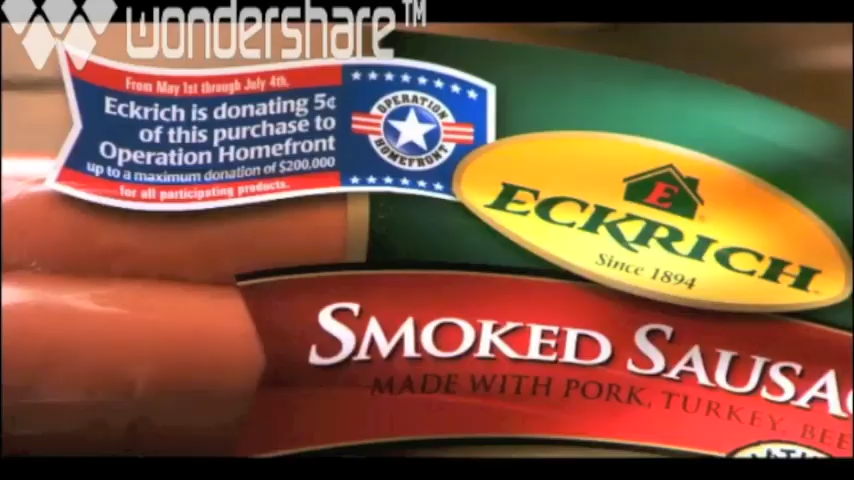 wondershare™
From May 1st through July 4th,
Eckrich is donating 5¢
of this purchase to
Operation Homefront
up to a maximum donation of $200,000
for all participating products.
OPERATION
HOMEFRONT
E
ECKRICH
Since 1894
SMOKED SAUSA
MADE WITH PORK, TURKEY, BEE